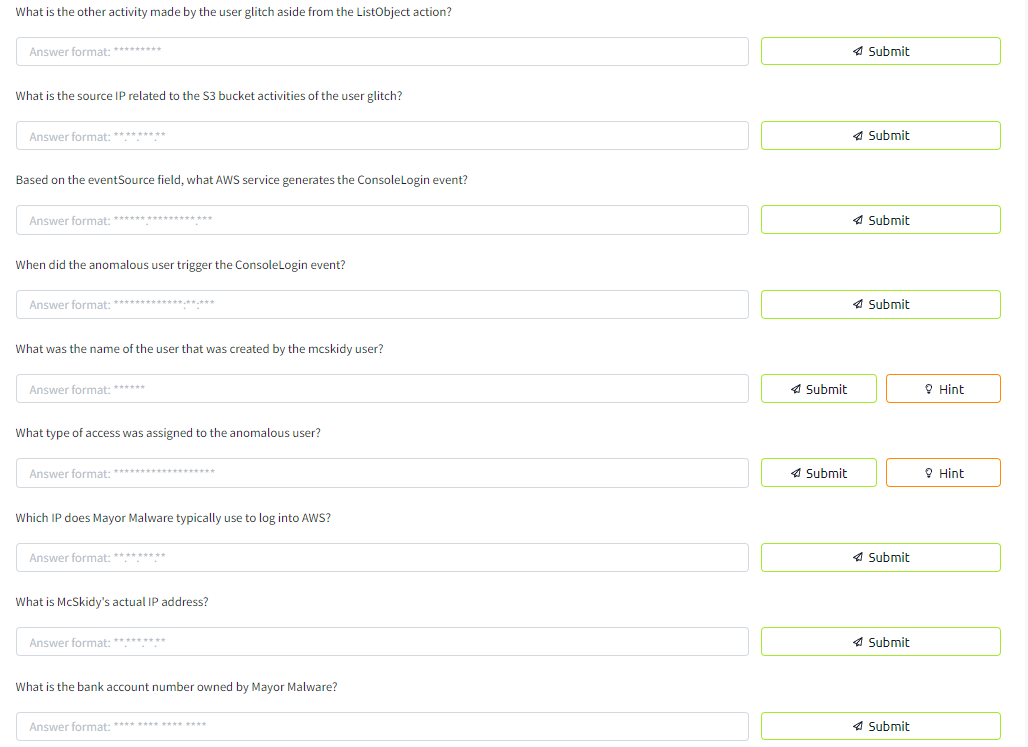 What is the other activity made by the user glitch aside from the ListObject action?
Answer format: *********
Submit
What is the source IP related to the S3 bucket activities of the user glitch?
Answer format: **.**.***.**
Submit
Based on the eventSource field, what AWS service generates the ConsoleLogin event?
Answer format: ******.*********.***
Submit
When did the anomalous user trigger the ConsoleLogin event?
Answer format: *************:**:***
Submit
What was the name of the user that was created by the mcskidy user?
Answer format: ******
Submit
Hint
What type of access was assigned to the anomalous user?
Answer format: *******************
Submit
Hint
Which IP does Mayor Malware typically use to log into AWS?
Answer format: **.**.***.**
Submit
What is McSkidy's actual IP address?
Answer format: **.***.**.**
Submit
What is the bank account number owned by Mayor Malware?
Answer format: **** **** **** ****
Submit